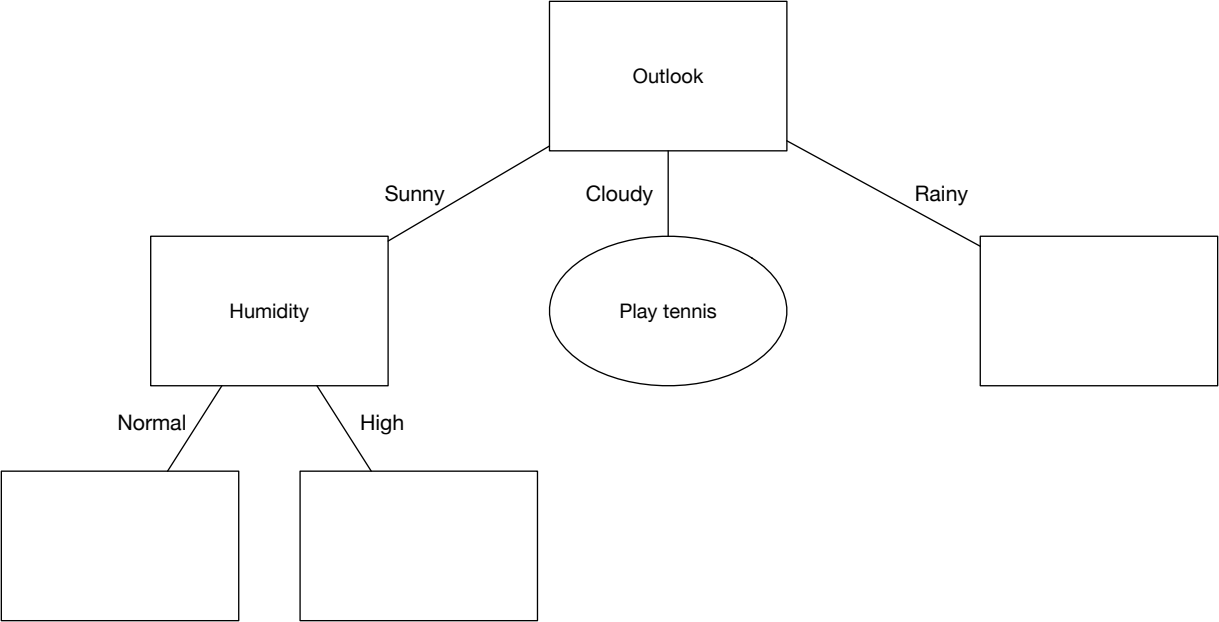 Outlook
Sunny
Cloudy
Rainy
Humidity
Play tennis
Normal
High